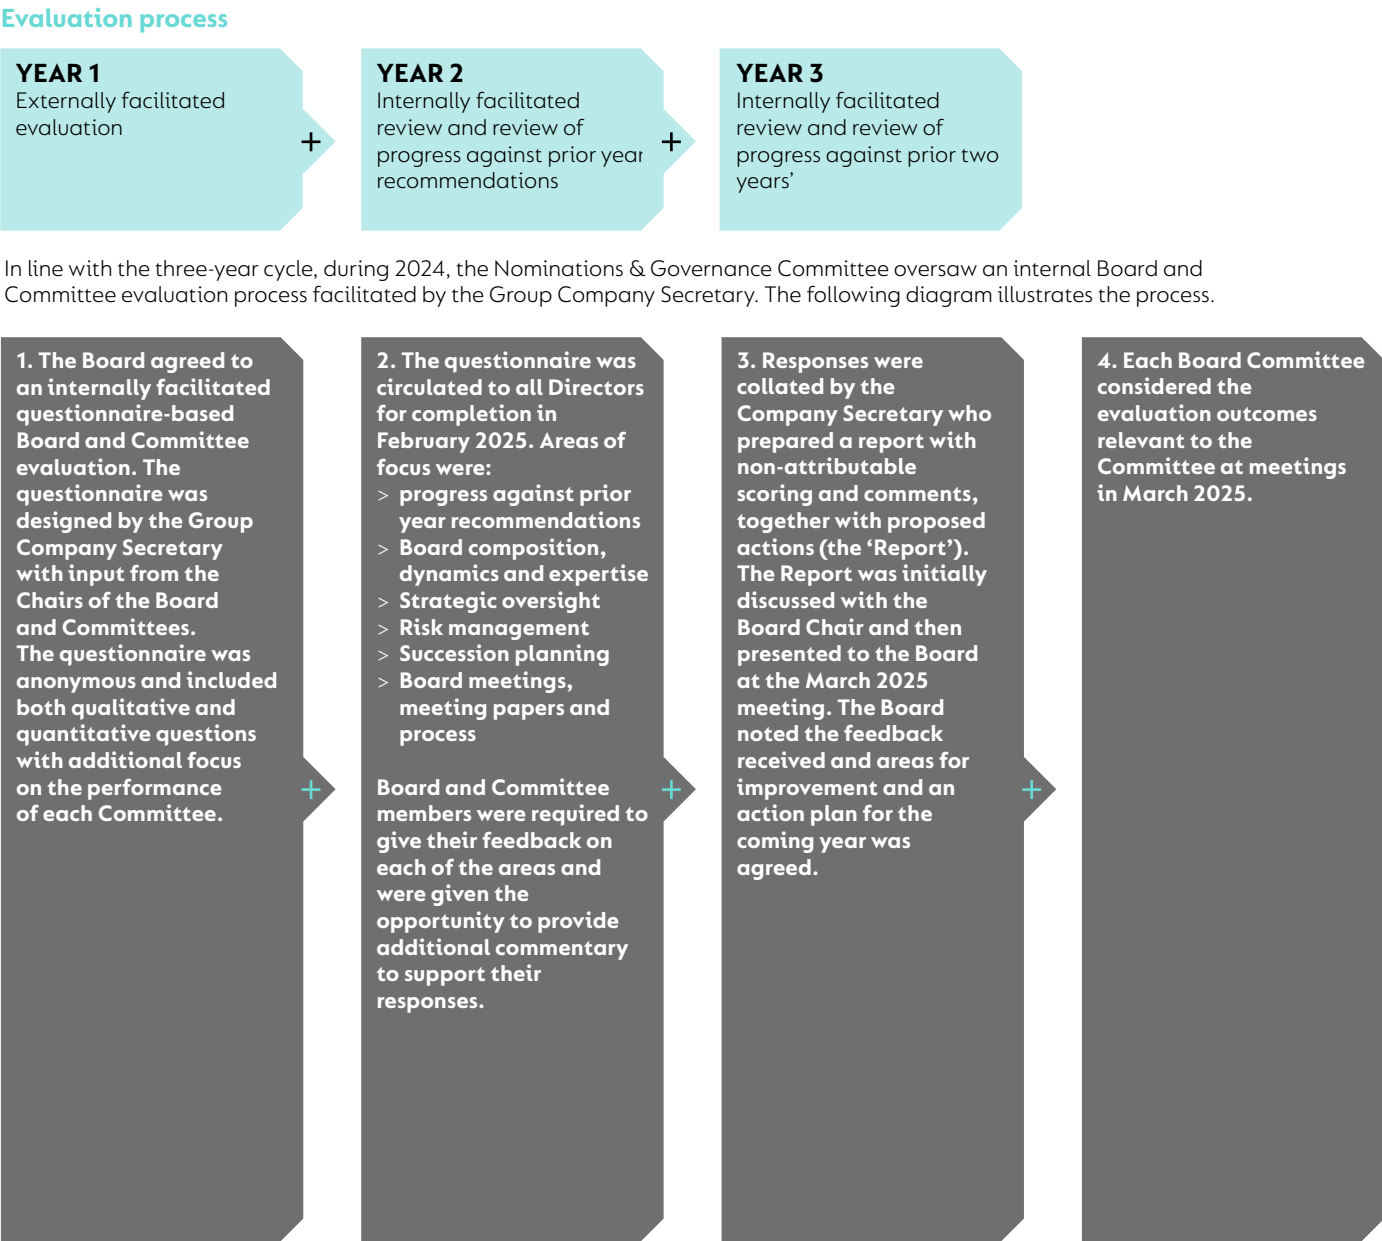 Evaluation process
YEAR 1
Externally facilitated
evaluation
+
YEAR 2
Internally facilitated
review and review of
progress against prior year
recommendations
+
YEAR 3
Internally facilitated
review and review of
progress against prior two
years’
In line with the three-year cycle, during 2024, the Nominations & Governance Committee oversaw an internal Board and
Committee evaluation process facilitated by the Group Company Secretary. The following diagram illustrates the process.
1. The Board agreed to
an internally facilitated
questionnaire-based
Board and Committee
evaluation. The
questionnaire was
designed by the Group
Company Secretary
with input from the
Chairs of the Board
and Committees.
The questionnaire was
anonymous and included
both qualitative and
quantitative questions
with additional focus
on the performance
of each Committee.
+
2. The questionnaire was
circulated to all Directors
for completion in
February 2025. Areas of
focus were:
> progress against prior
year recommendations
> Board composition,
dynamics and expertise
> Strategic oversight
> Risk management
> Succession planning
> Board meetings,
meeting papers and
process
Board and Committee
members were required to
give their feedback on
each of the areas and
were given the
opportunity to provide
additional commentary
to support their
responses.
+
3. Responses were
collated by the
Company Secretary who
prepared a report with
non-attributable
scoring and comments,
together with proposed
actions (the ‘Report’).
The Report was initially
discussed with the
Board Chair and then
presented to the Board
at the March 2025
meeting. The Board
noted the feedback
received and areas for
improvement and an
action plan for the
coming year was
agreed.
+
4. Each Board Committee
considered the
evaluation outcomes
relevant to the
Committee at meetings
in March 2025.